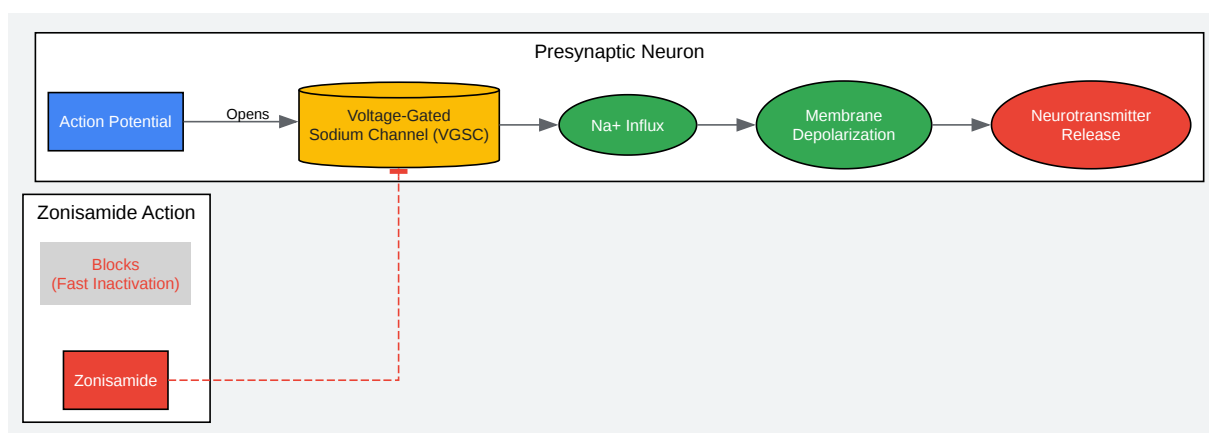 Presynaptic Neuron
Action Potential
Opens
Voltage-Gated
Sodium Channel (VGSC)
Na+ Influx
Membrane
Depolarization
Neurotransmitter
Release
Zonisamide Action
Blocks
(Fast Inactivation)
Zonisamide